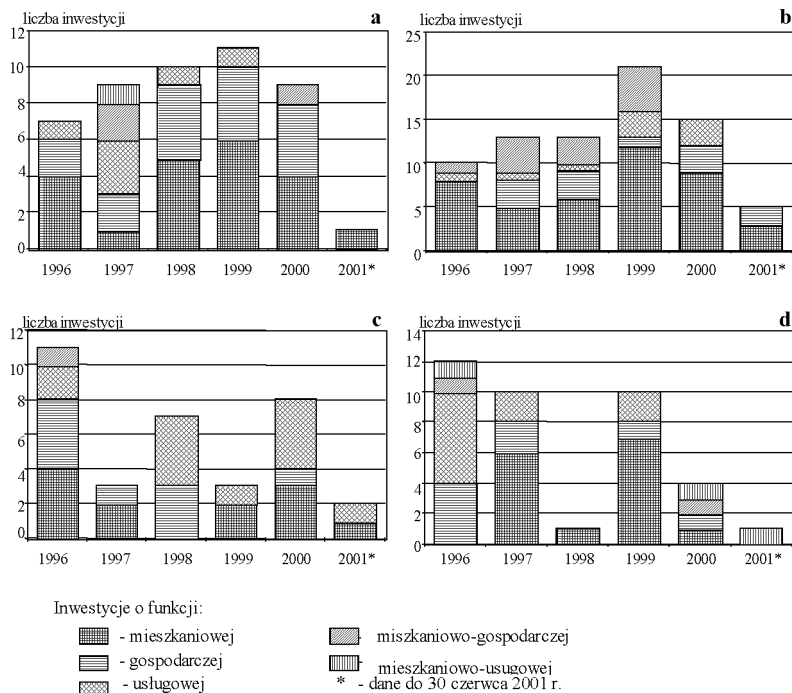 liczba inwestycji a
12
10
8
6
4
2
0
1996 1997 1998 1999 2000 2001*
liczba inwestycji b
25
20
15
10
5
0
1996 1997 1998 1999 2000 2001*
liczba inwestycji c
12
10
8
6
4
2
0
1996 1997 1998 1999 2000 2001*
liczba inwestycji d
14
12
10
8
6
4
2
0
1996 1997 1998 1999 2000 2001*
Inwestycje o funkcji:
- mieszkaniowej
- gospodarczej
- usługowej
- miszkaniowo-gospodarczej
- mieszkaniowo-usugowej
* - dane do 30 czerwca 2001 r.